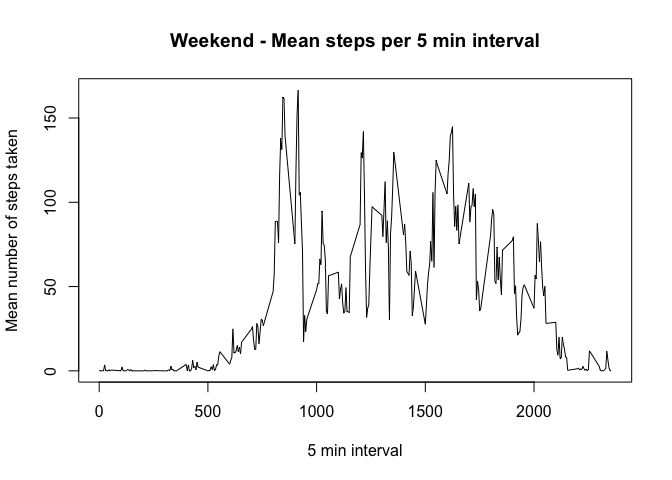 Weekend - Mean steps per 5 min interval
Mean number of steps taken
150
100
50
0
0 500 1000 1500 2000
5 min interval